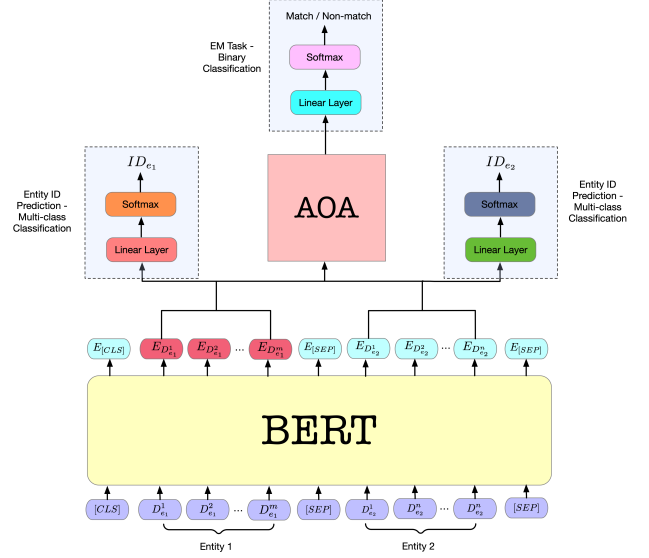 Match / Non-match
EM Task -
Binary
Classification
Softmax
Linear Layer
ID_{e_1}
Entity ID
Prediction -
Multi-class
Classification
Softmax
Linear Layer
AOA
ID_{e_2}
Softmax
Linear Layer
Entity ID
Prediction -
Multi-class
Classification
E_{[CLS]} E_{D^1_{e_1}} E_{D^2_{e_1}} ... E_{D^m_{e_1}} E_{[SEP]} E_{D^1_{e_2}} E_{D^2_{e_2}} ... E_{D^n_{e_2}} E_{[SEP]}
BERT
[CLS] D^1_{e_1} D^2_{e_1} ... D^m_{e_1} [SEP] D^1_{e_2} D^n_{e_2} ... D^n_{e_2} [SEP]
Entity 1 Entity 2